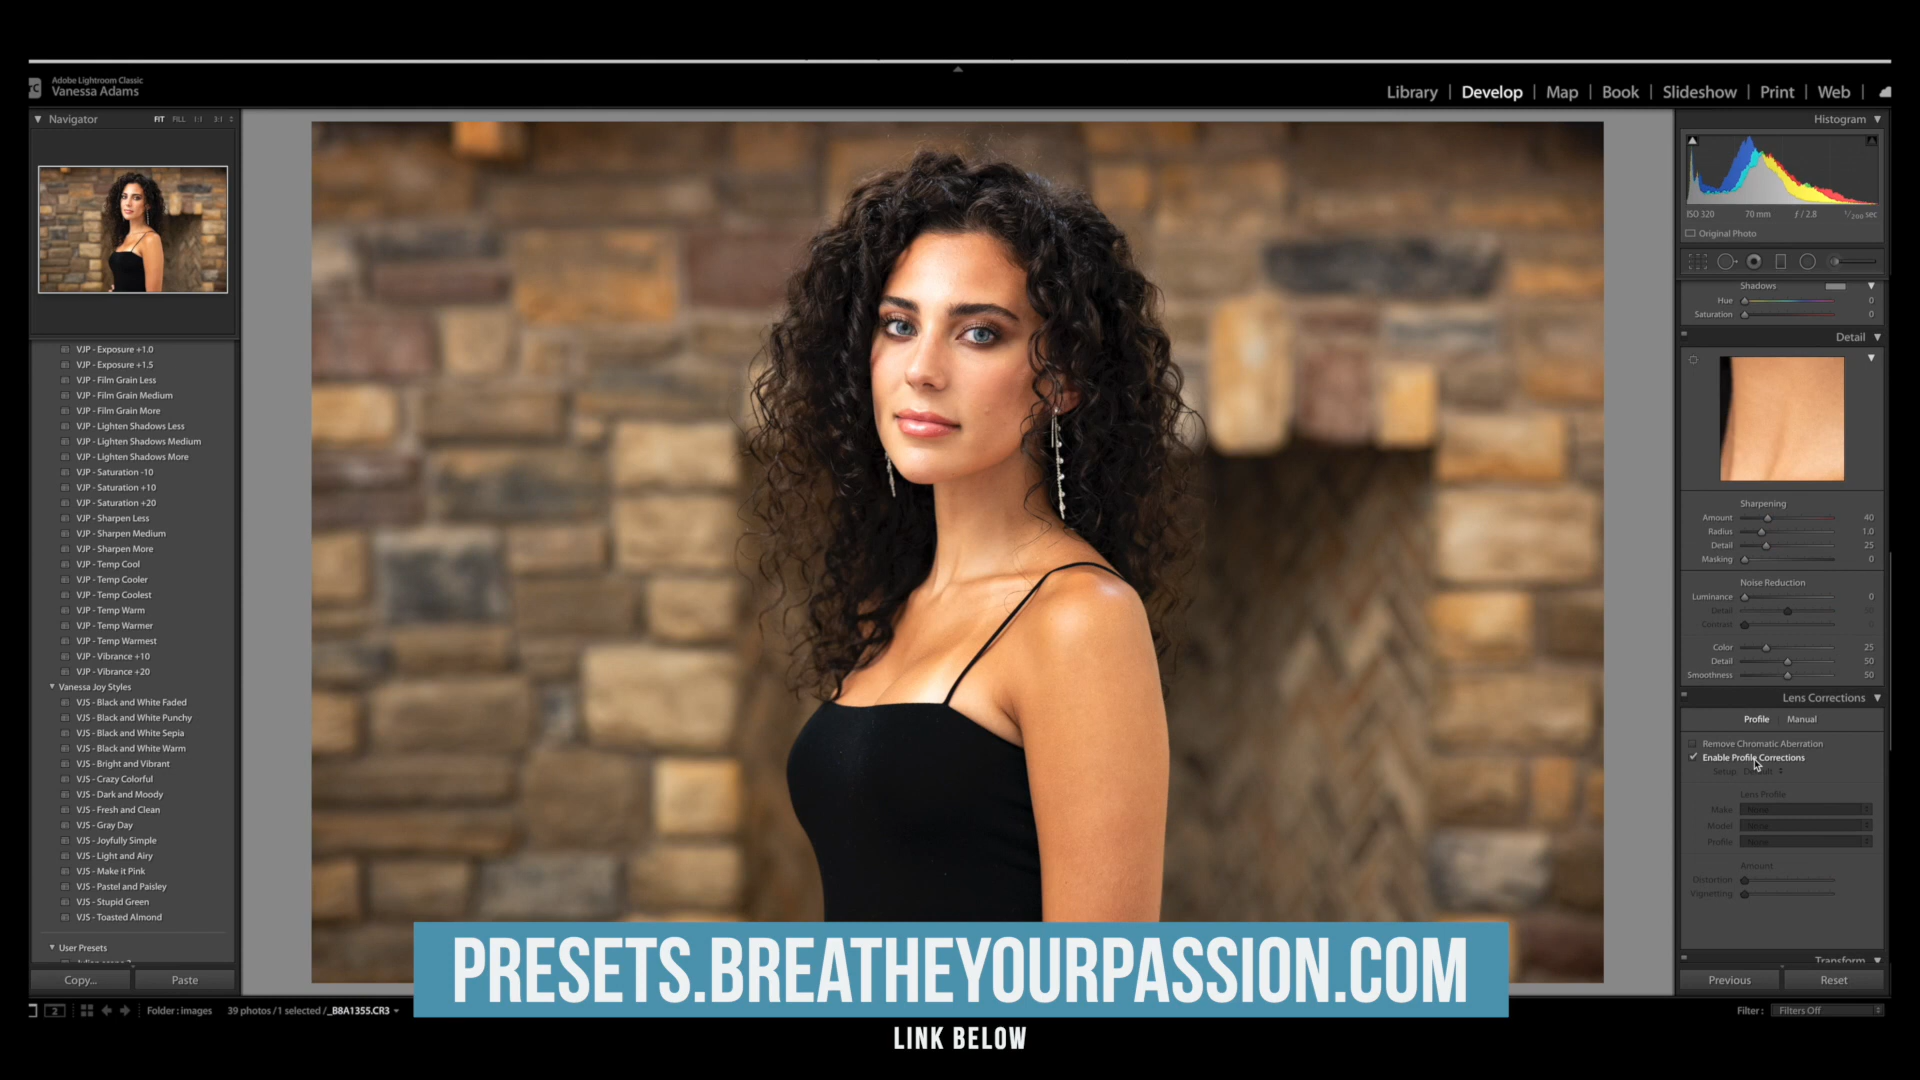 Adobe Lightroom Classic
Vanessa Adams
Library | Develop | Map | Book | Slideshow | Print | Web |
Navigator
FIT FILL 1:1 3:1
Histogram
ISO 320 70 mm ƒ / 2.8 1/200 sec
Original Photo
Shadows
Hue 0
Saturation 0
Detail
Sharpening
Amount 40
Radius 1.0
Detail 25
Masking 0
Noise Reduction
Luminance 0
Detail 50
Contrast 0
Color 25
Detail 50
Smoothness 50
Lens Corrections
Profile Manual
Remove Chromatic Aberration
Enable Profile Corrections
Setup: Default
Lens Profile
Make None
Model None
Profile None
Amount
Distortion
Vignetting
Transform
Previous Reset
VJP - Exposure +1.0
VJP - Exposure +1.5
VJP - Film Grain Less
VJP - Film Grain Medium
VJP - Film Grain More
VJP - Lighten Shadows Less
VJP - Lighten Shadows Medium
VJP - Lighten Shadows More
VJP - Saturation -10
VJP - Saturation +10
VJP - Saturation +20
VJP - Sharpen Less
VJP - Sharpen Medium
VJP - Sharpen More
VJP - Temp Cool
VJP - Temp Cooler
VJP - Temp Coolest
VJP - Temp Warm
VJP - Temp Warmer
VJP - Temp Warmest
VJP - Vibrance +10
VJP - Vibrance +20
Vanessa Joy Styles
VJS - Black and White Faded
VJS - Black and White Punchy
VJS - Black and White Sepia
VJS - Black and White Warm
VJS - Bright and Vibrant
VJS - Crazy Colorful
VJS - Dark and Moody
VJS - Fresh and Clean
VJS - Gray Day
VJS - Joyfully Simple
VJS - Light and Airy
VJS - Make it Pink
VJS - Pastel and Paisley
VJS - Stupid Green
VJS - Toasted Almond
User Presets
Copy... Paste
2 Folder : images 39 photos / 1 selected / _B8A1355.CR3
Filter : Filters Off
PRESETS.BREATHEYOURPASSION.COM
LINK BELOW